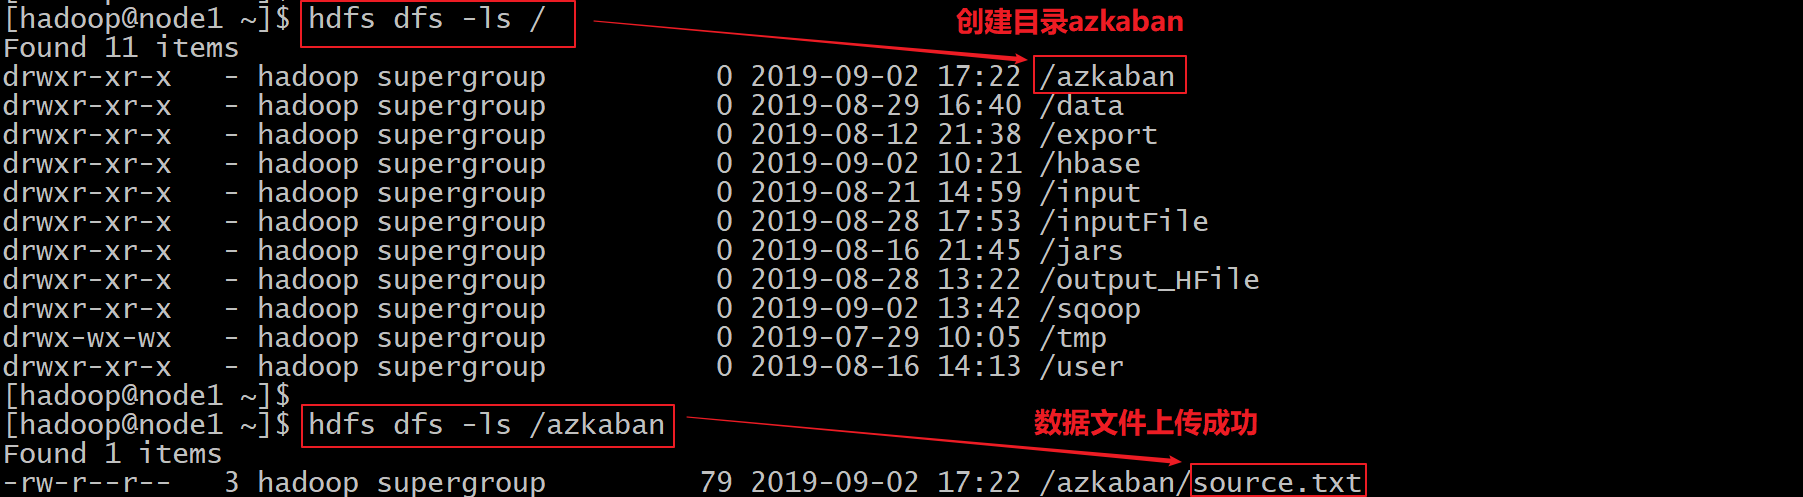 [hadoop@node1 ~]$ hdfs dfs -ls /
创建目录azkaban
Found 11 items
drwxr-xr-x   - hadoop supergroup          0 2019-09-02 17:22 /azkaban
drwxr-xr-x   - hadoop supergroup          0 2019-08-29 16:40 /data
drwxr-xr-x   - hadoop supergroup          0 2019-08-12 21:38 /export
drwxr-xr-x   - hadoop supergroup          0 2019-09-02 10:21 /hbase
drwxr-xr-x   - hadoop supergroup          0 2019-08-21 14:59 /input
drwxr-xr-x   - hadoop supergroup          0 2019-08-28 17:53 /inputFile
drwxr-xr-x   - hadoop supergroup          0 2019-08-16 21:45 /jars
drwxr-xr-x   - hadoop supergroup          0 2019-08-28 13:22 /output_HFile
drwxr-xr-x   - hadoop supergroup          0 2019-09-02 13:42 /sqoop
drwx-wx-wx   - hadoop supergroup          0 2019-07-29 10:05 /tmp
drwxr-xr-x   - hadoop supergroup          0 2019-08-16 14:13 /user
[hadoop@node1 ~]$
[hadoop@node1 ~]$ hdfs dfs -ls /azkaban
数据文件上传成功
Found 1 items
-rw-r--r--   3 hadoop supergroup         79 2019-09-02 17:22 /azkaban/source.txt